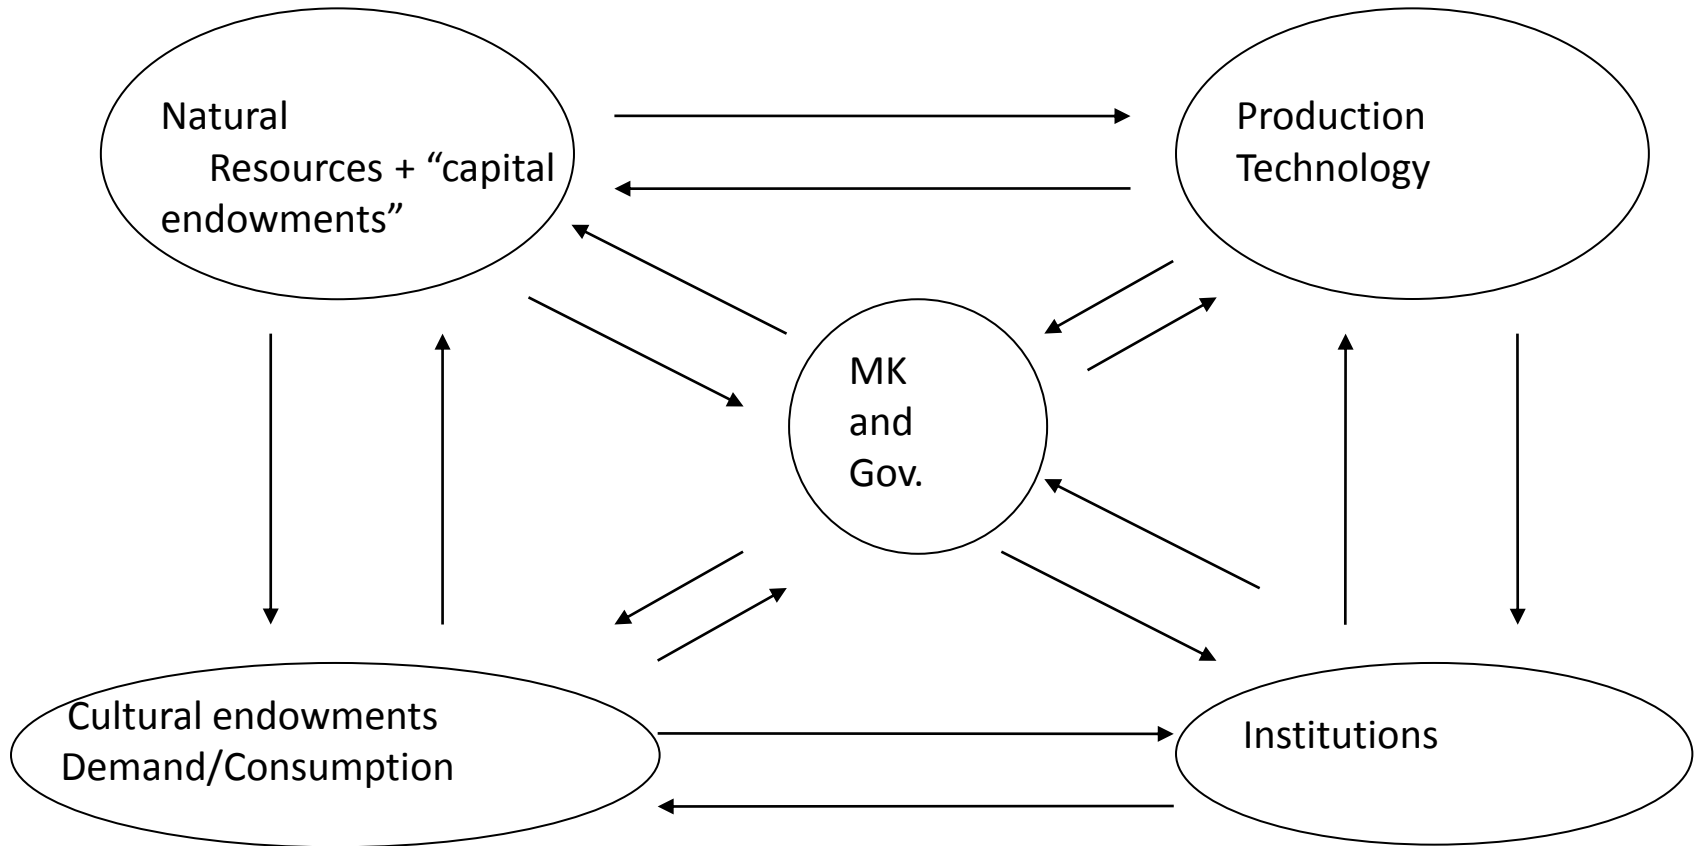 Natural
Resources + “capital
endowments”
Production
Technology
MK
and
Gov.
Cultural endowments
Demand/Consumption
Institutions